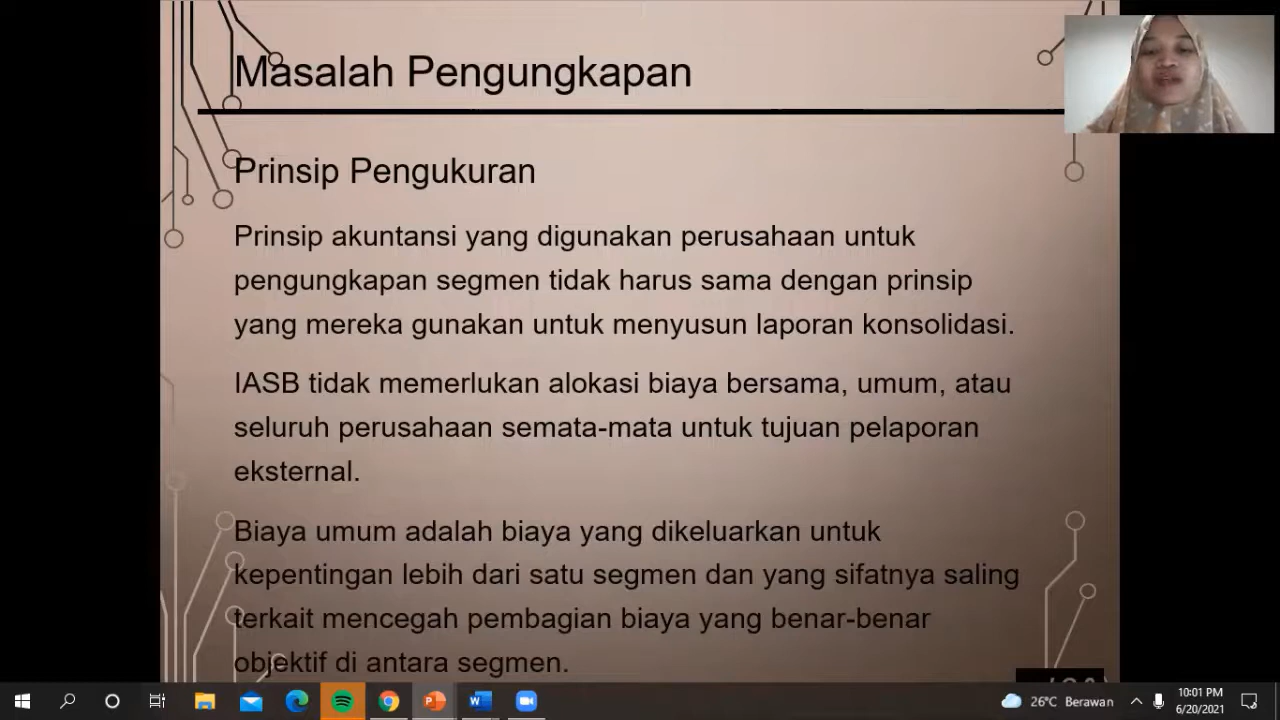 Masalah Pengungkapan
Prinsip Pengukuran
Prinsip akuntansi yang digunakan perusahaan untuk
pengungkapan segmen tidak harus sama dengan prinsip
yang mereka gunakan untuk menyusun laporan konsolidasi.
IASB tidak memerlukan alokasi biaya bersama, umum, atau
seluruh perusahaan semata-mata untuk tujuan pelaporan
eksternal.
Biaya umum adalah biaya yang dikeluarkan untuk
kepentingan lebih dari satu segmen dan yang sifatnya saling
terkait mencegah pembagian biaya yang benar-benar
objektif di antara segmen.
26°C Berawan
10:01 PM
6/20/2021